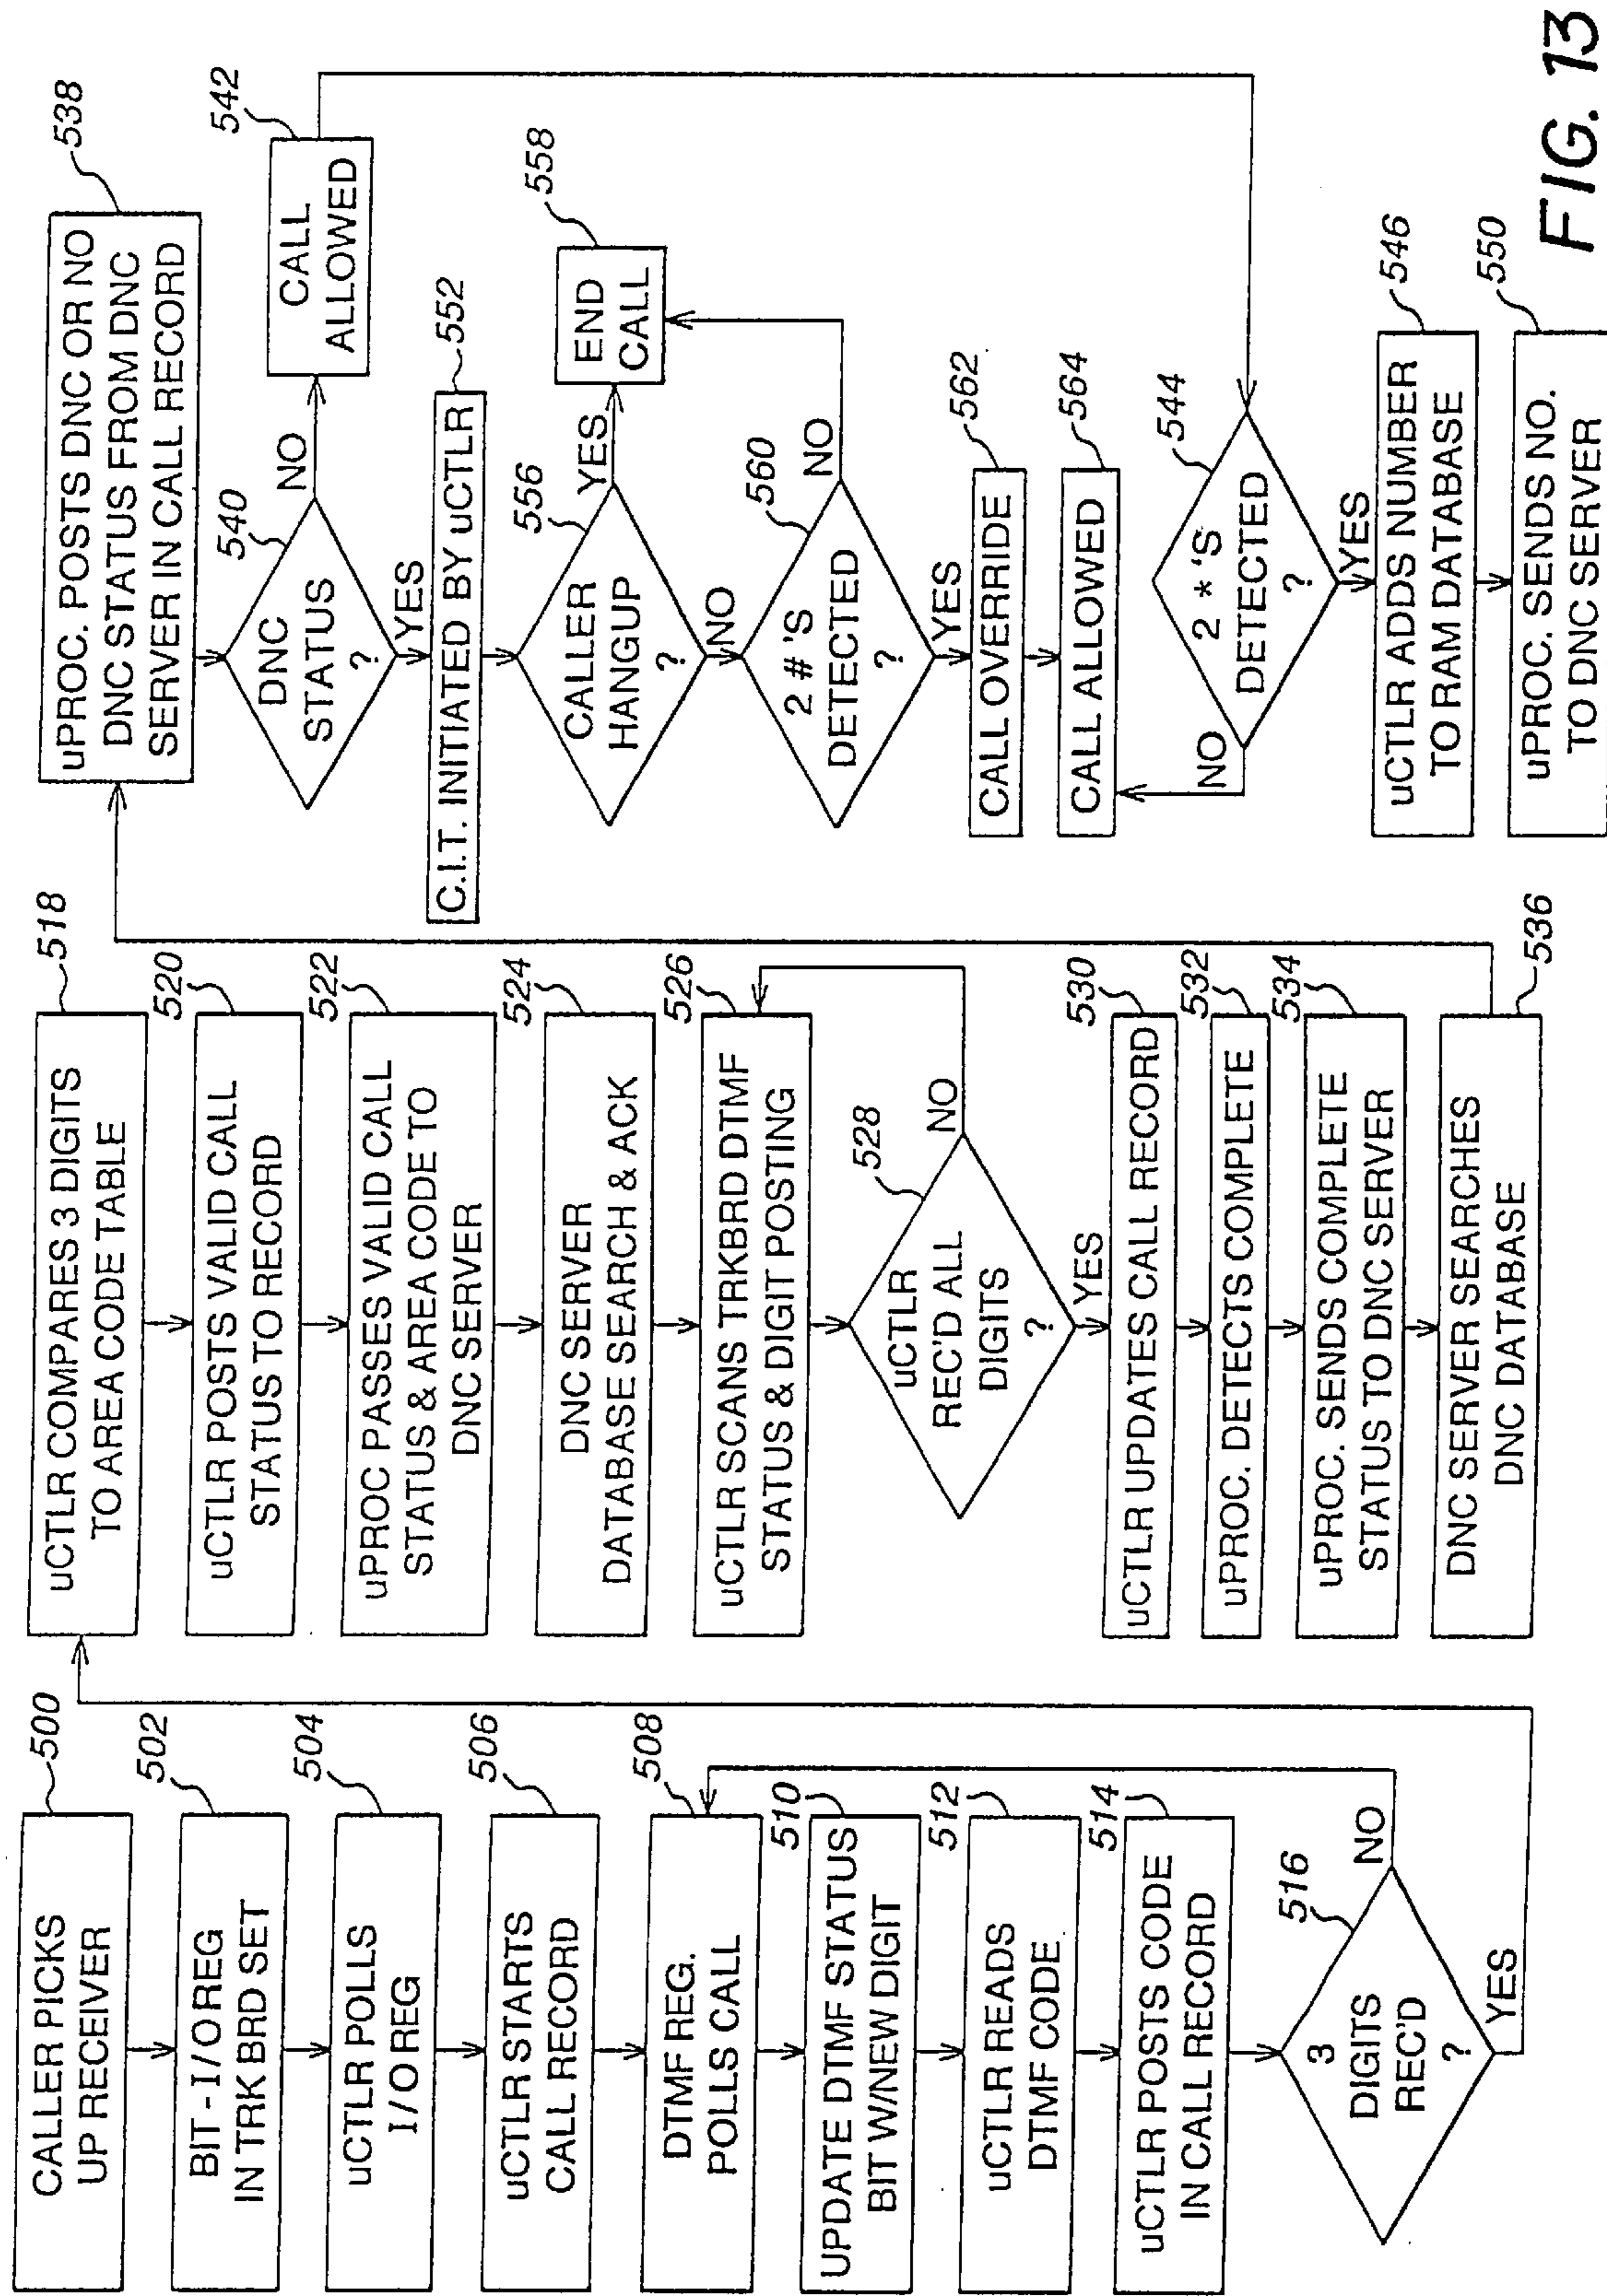 CALLER PICKS
UP RECEIVER
500
BIT - I / O REG
IN TRK BRD SET
502
uCTLR POLLS
I / O REG
504
uCTLR STARTS
CALL RECORD
506
DTMF REG.
POLLS CALL
508
UPDATE DTMF STATUS
BIT W/NEW DIGIT
510
uCTLR READS
DTMF CODE
512
uCTLR POSTS CODE
IN CALL RECORD
514
3
DIGITS
REC'D
?
516
NO
YES
uCTLR COMPARES 3 DIGITS
TO AREA CODE TABLE
518
uCTLR POSTS VALID CALL
STATUS TO RECORD
520
uPROC PASSES VALID CALL
STATUS & AREA CODE TO
DNC SERVER
522
DNC SERVER
DATABASE SEARCH & ACK
524
uCTLR SCANS TRKBRD DTMF
STATUS & DIGIT POSTING
526
uCTLR
REC'D ALL
DIGITS
?
528
NO
YES
uCTLR UPDATES CALL RECORD
530
uPROC. DETECTS COMPLETE
532
uPROC. SENDS COMPLETE
STATUS TO DNC SERVER
534
DNC SERVER SEARCHES
DNC DATABASE
536
uPROC. POSTS DNC OR NO
DNC STATUS FROM DNC
SERVER IN CALL RECORD
538
DNC
STATUS
?
540
NO
CALL
ALLOWED
542
YES
C.I.T. INITIATED BY uCTLR
552
CALLER
HANGUP
?
556
YES
END
CALL
558
NO
2 # 'S
DETECTED
?
560
NO
YES
CALL OVERRIDE
562
CALL ALLOWED
564
2 * 'S
DETECTED
?
544
NO
YES
uCTLR ADDS NUMBER
TO RAM DATABASE
546
uPROC. SENDS NO.
TO DNC SERVER
550
FIG. 13